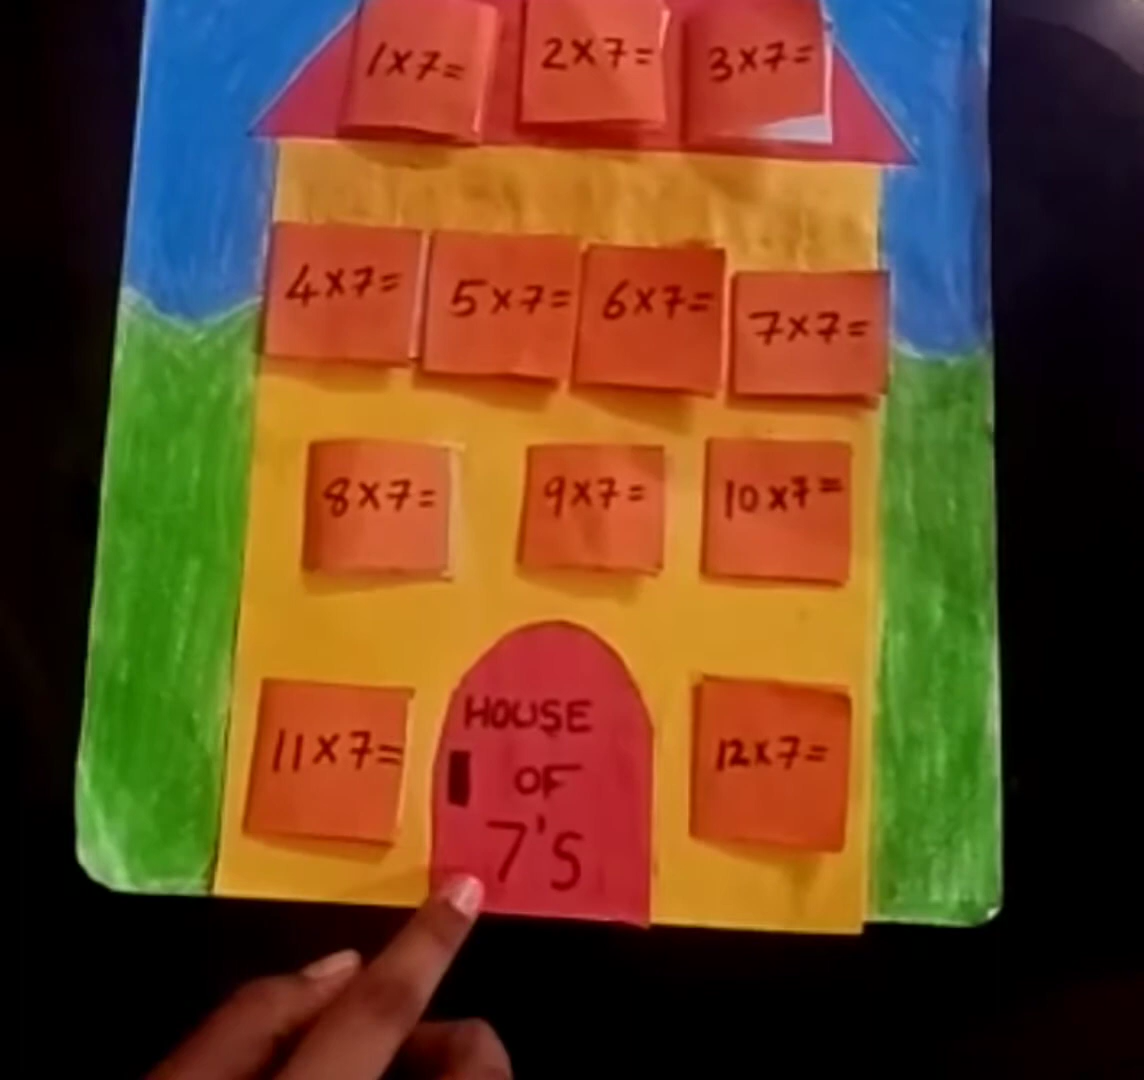 1x7=
2x7=
3x7=
4x7=
5x7=
6x7=
7x7=
8x7=
9x7=
10x7=
11x7=
12x7=
HOUSE
OF
7'S